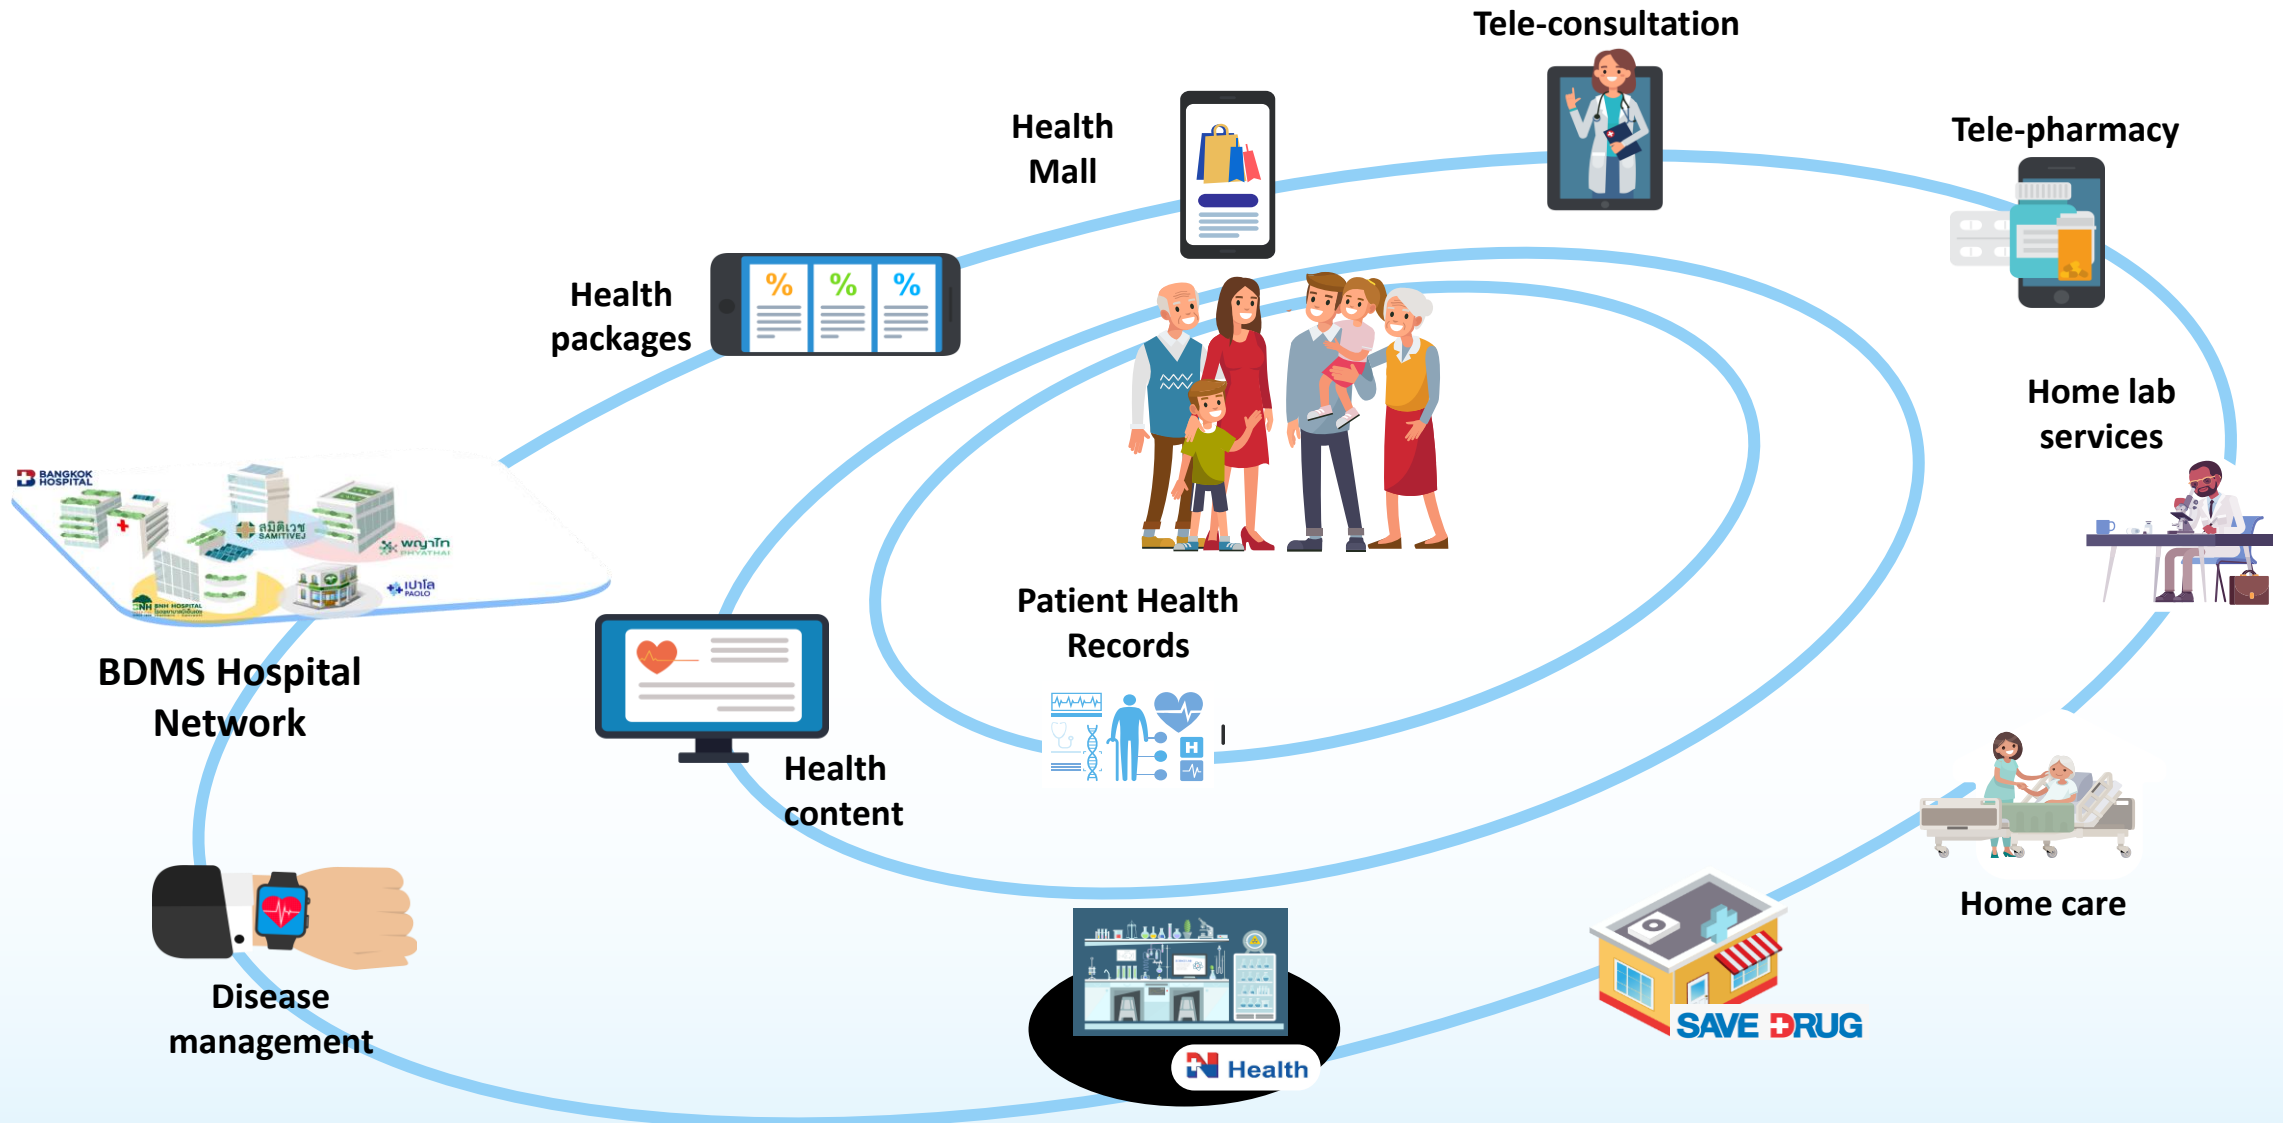 Tele-consultation
Health
Mall
Tele-pharmacy
Health
packages
%
%
%
Home lab
services
BANGKOK
HOSPITAL
สมิติเวช
SAMITIVEJ
พญาไท
PHYATHAI
เปาโล
PAOLO
BNH HOSPITAL
Patient Health
Records
H
BDMS Hospital
Network
Health
content
Home care
Disease
management
SAVE DRUG
N Health